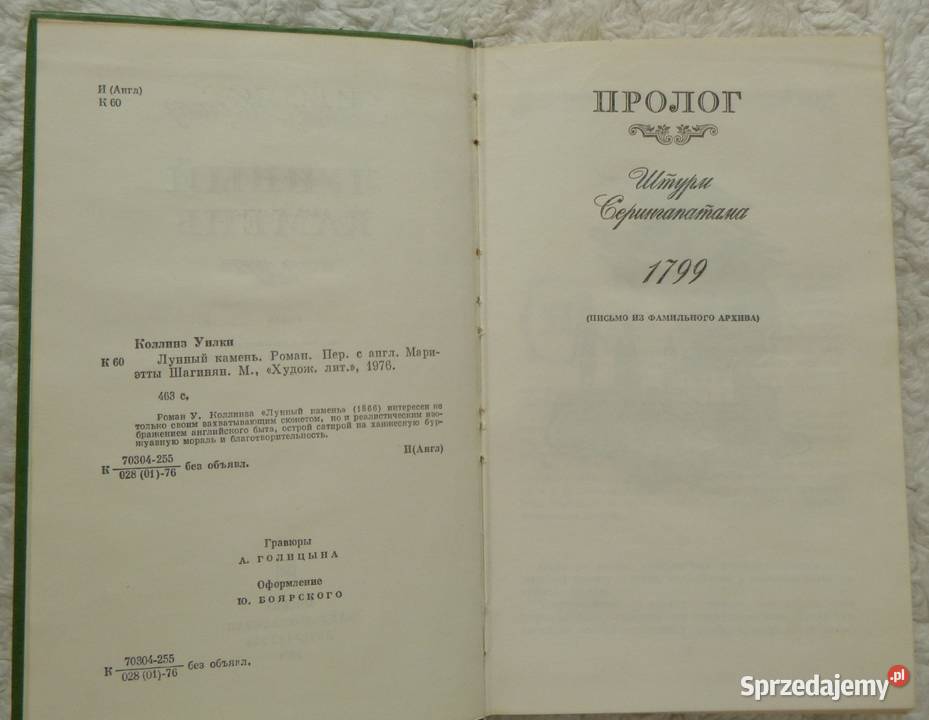 И (Англ)
К 60
Коллинз Уилки
К 60
Лунный камень. Роман. Пер. с англ. Мари-
этты Шагинян. М., «Худож. лит.», 1976.
463 с.
Роман У. Коллинза «Лунный камень» (1866) интересен не
только своим захватывающим сюжетом, но и реалистическим изо-
бражением английского быта, острой сатирой на ханжескую бур-
жуазную мораль и благотворительность.
К 70304-255
028 (01)-76 без объявл.
И(Англ)
Гравюры
А. ГОЛИЦЫНА
Оформление
Ю. БОЯРСКОГО
К 70304-255
028 (01)-76 без объявл.
ПРОЛОГ
Штурм
Серингапатама
1799
(ПИСЬМО ИЗ ФАМИЛЬНОГО АРХИВА)
Sprzedajemy.pl